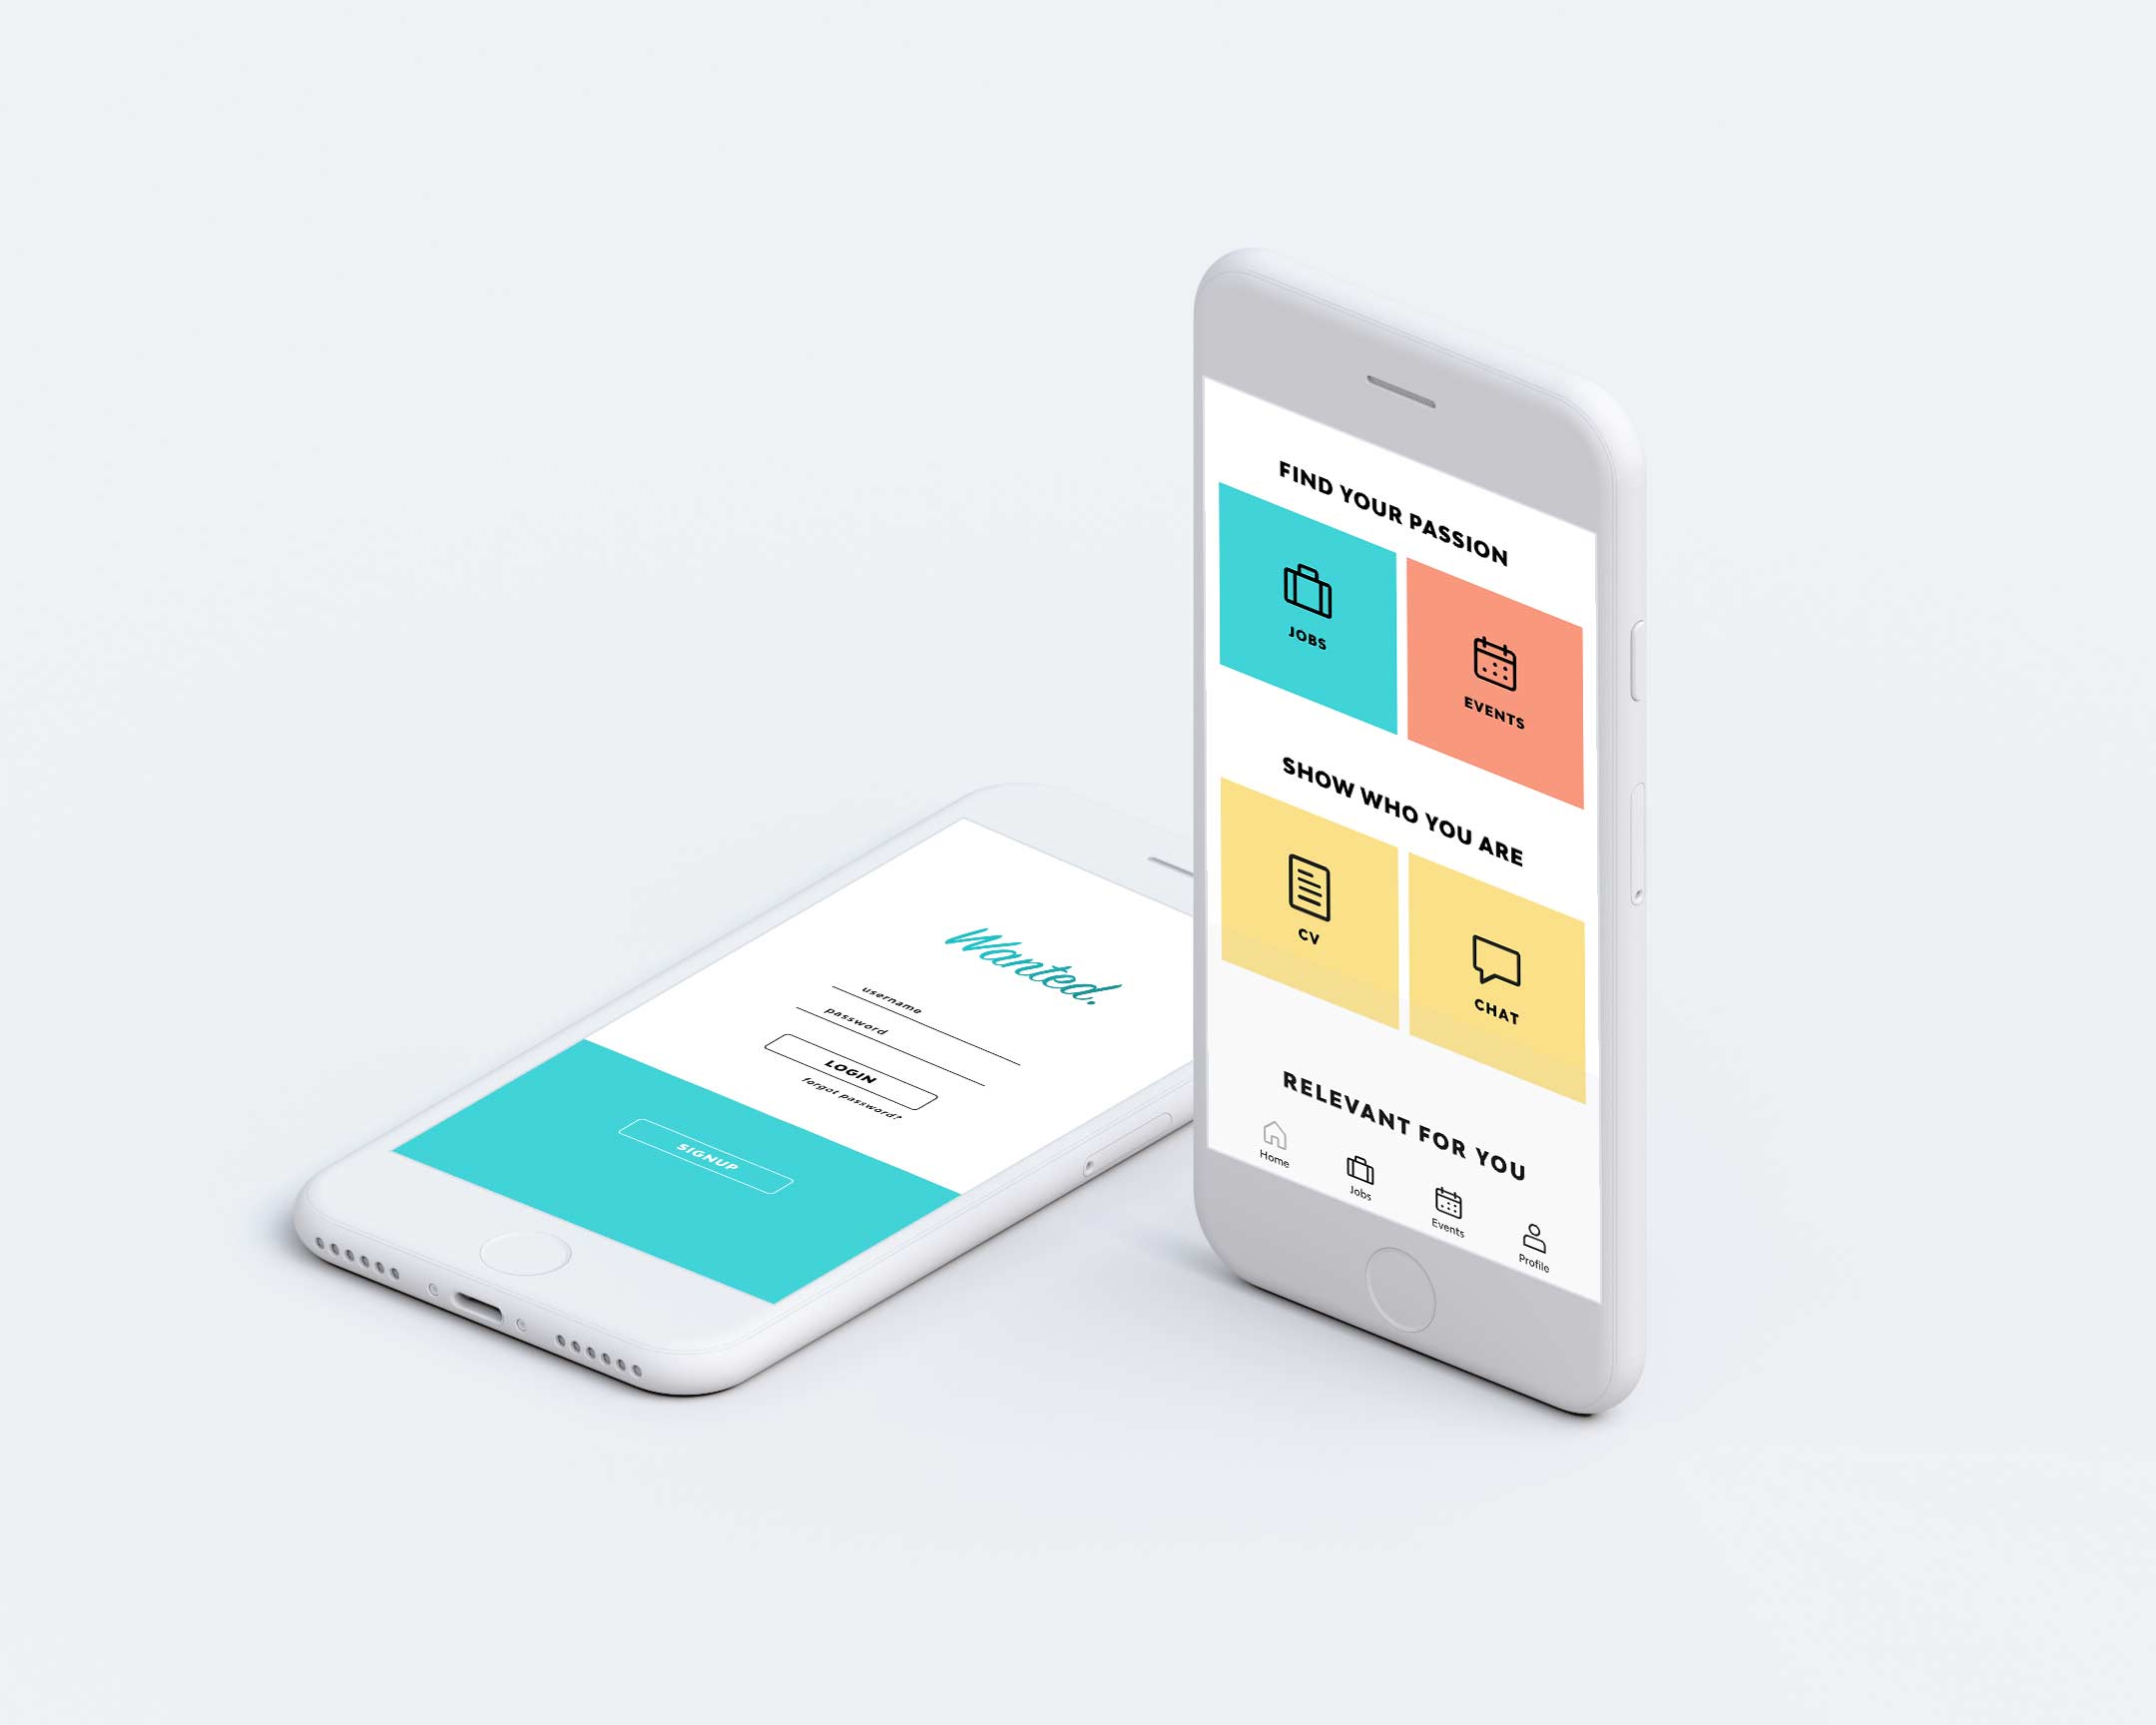 Wanted.
username
password
LOGIN
forgot password?
SIGNUP
FIND YOUR PASSION
JOBS
EVENTS
SHOW WHO YOU ARE
CV
CHAT
RELEVANT FOR YOU
Home
Jobs
Events
Profile